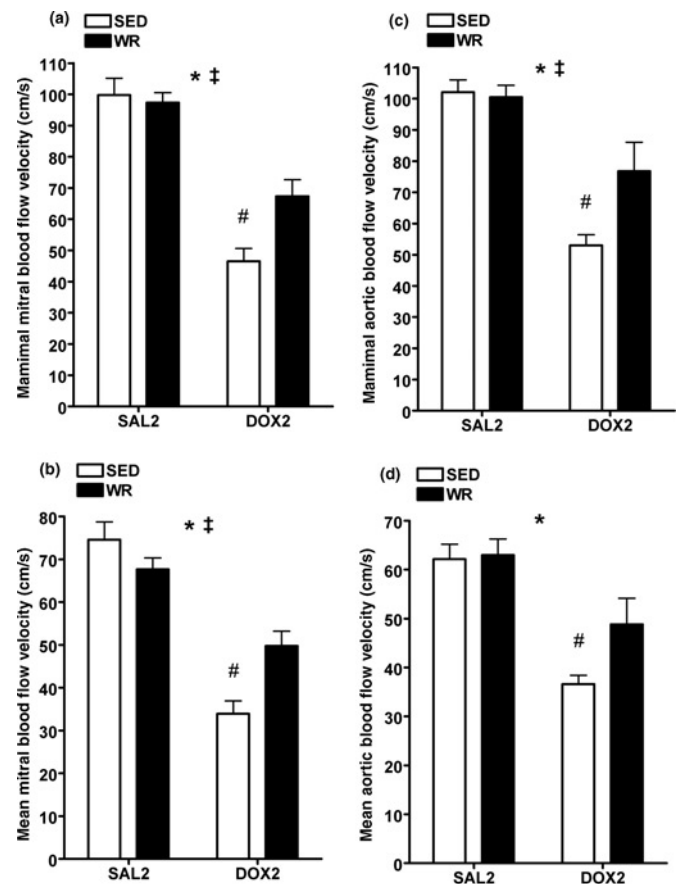 (a)
SED
WR
Mamimal mitral blood flow velocity (cm/s)
110
100
90
80
70
60
50
40
30
20
10
0
* ‡
#
SAL2
DOX2
(c)
SED
WR
Mamimal aortic blood flow velocity (cm/s)
110
100
90
80
70
60
50
40
30
20
10
0
* ‡
#
SAL2
DOX2
(b)
SED
WR
Mean mitral blood flow velocity (cm/s)
80
70
60
50
40
30
20
10
0
* ‡
#
SAL2
DOX2
(d)
SED
WR
Mean aortic blood flow velocity (cm/s)
70
60
50
40
30
20
10
0
*
#
SAL2
DOX2